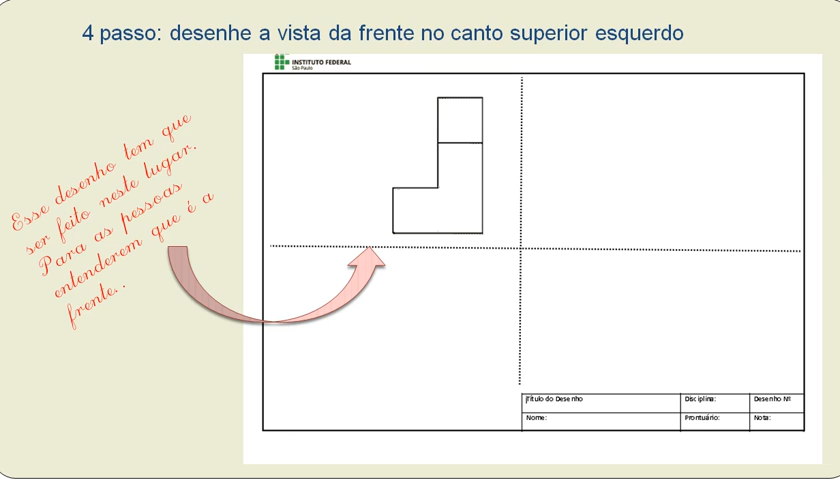 4 passo: desenhe a vista da frente no canto superior esquerdo
INSTITUTO FEDERAL
São Paulo
Esse desenho tem que
ser feito neste lugar.
Para as pessoas
entenderem que é a
frente..
Título do Desenho
Disciplina:
Desenho Nº
Nome:
Prontuário:
Nota: